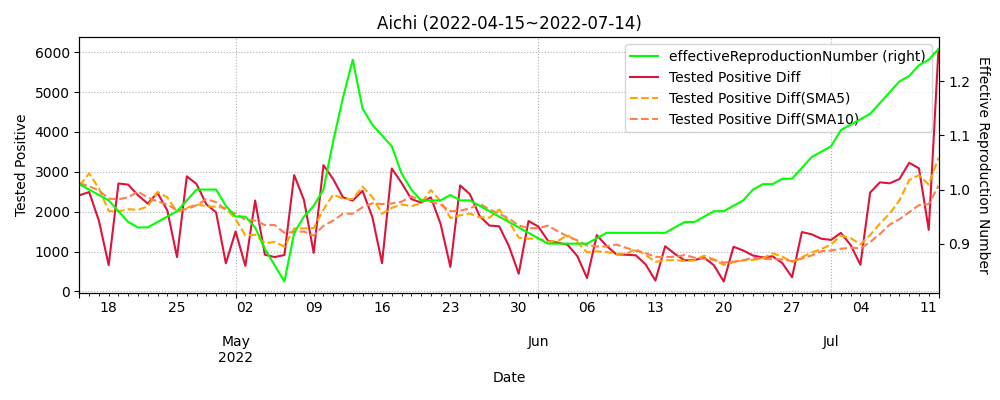 Aichi (2022-04-15~2022-07-14)
effectiveReproductionNumber (right)
Tested Positive Diff
Tested Positive Diff(SMA5)
Tested Positive Diff(SMA10)
Tested Positive
6000
5000
4000
3000
2000
1000
0
Effective Reproduction Number
1.2
1.1
1.0
0.9
18 25 02 09 16 23 30 06 13 20 27 04 11
May Jun Jul
2022
Date